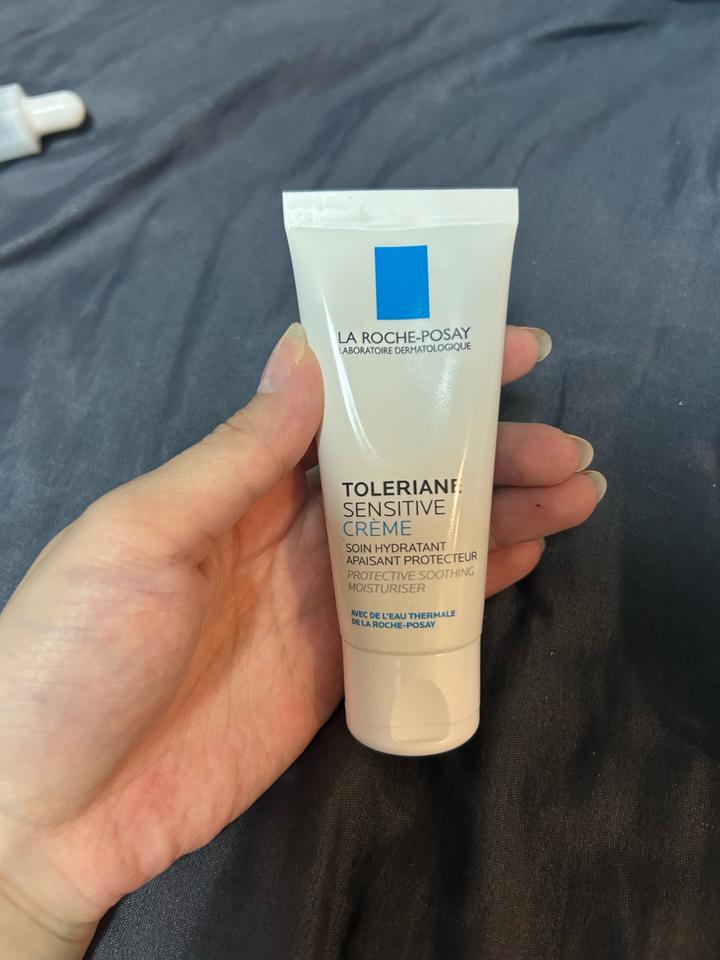 LA ROCHE-POSAY
LABORATOIRE DERMATOLOGIQUE
TOLERIANE
SENSITIVE
CRÈME
SOIN HYDRATANT
APAISANT PROTECTEUR
PROTECTIVE SOOTHING
MOISTURISER
AVEC DE L'EAU THERMALE
DE LA ROCHE-POSAY